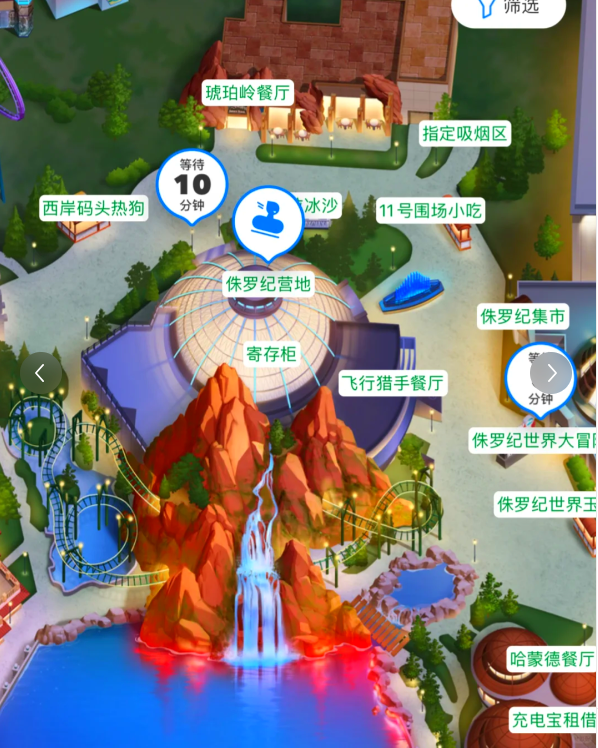 筛选
琥珀岭餐厅
指定吸烟区
等待
10
分钟
西岸码头热狗
冰沙
11号围场小吃
侏罗纪营地
侏罗纪集市
寄存柜
飞行猎手餐厅
分钟
侏罗纪世界大冒
侏罗纪世界玉
哈蒙德餐厅
充电宝租借